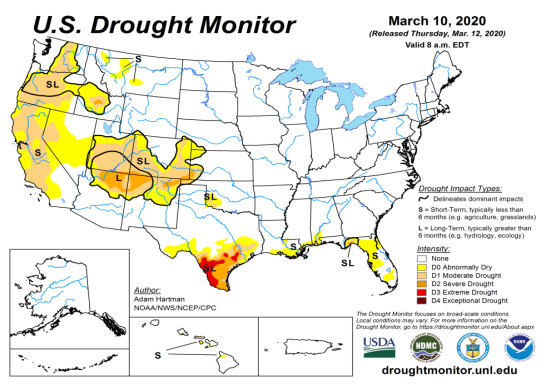 U.S. Drought Monitor
March 10, 2020
(Released Thursday, Mar. 12, 2020)
Valid 8 a.m. EDT
S
SL
S
SL
L
SL
S
SL
S
S
SL
Drought Impact Types:
Delineates dominant impacts
S = Short-Term, typically less than
6 months (e.g. agriculture, grasslands)
L = Long-Term, typically greater than
6 months (e.g. hydrology, ecology)
Intensity:
None
D0 Abnormally Dry
D1 Moderate Drought
D2 Severe Drought
D3 Extreme Drought
D4 Exceptional Drought
Author:
Adam Hartman
NOAA/NWS/NCEP/CPC
The Drought Monitor focuses on broad-scale conditions.
Local conditions may vary. For more information on the
Drought Monitor, go to https://droughtmonitor.unl.edu/About.aspx
USDA
NDMC
droughtmonitor.unl.edu